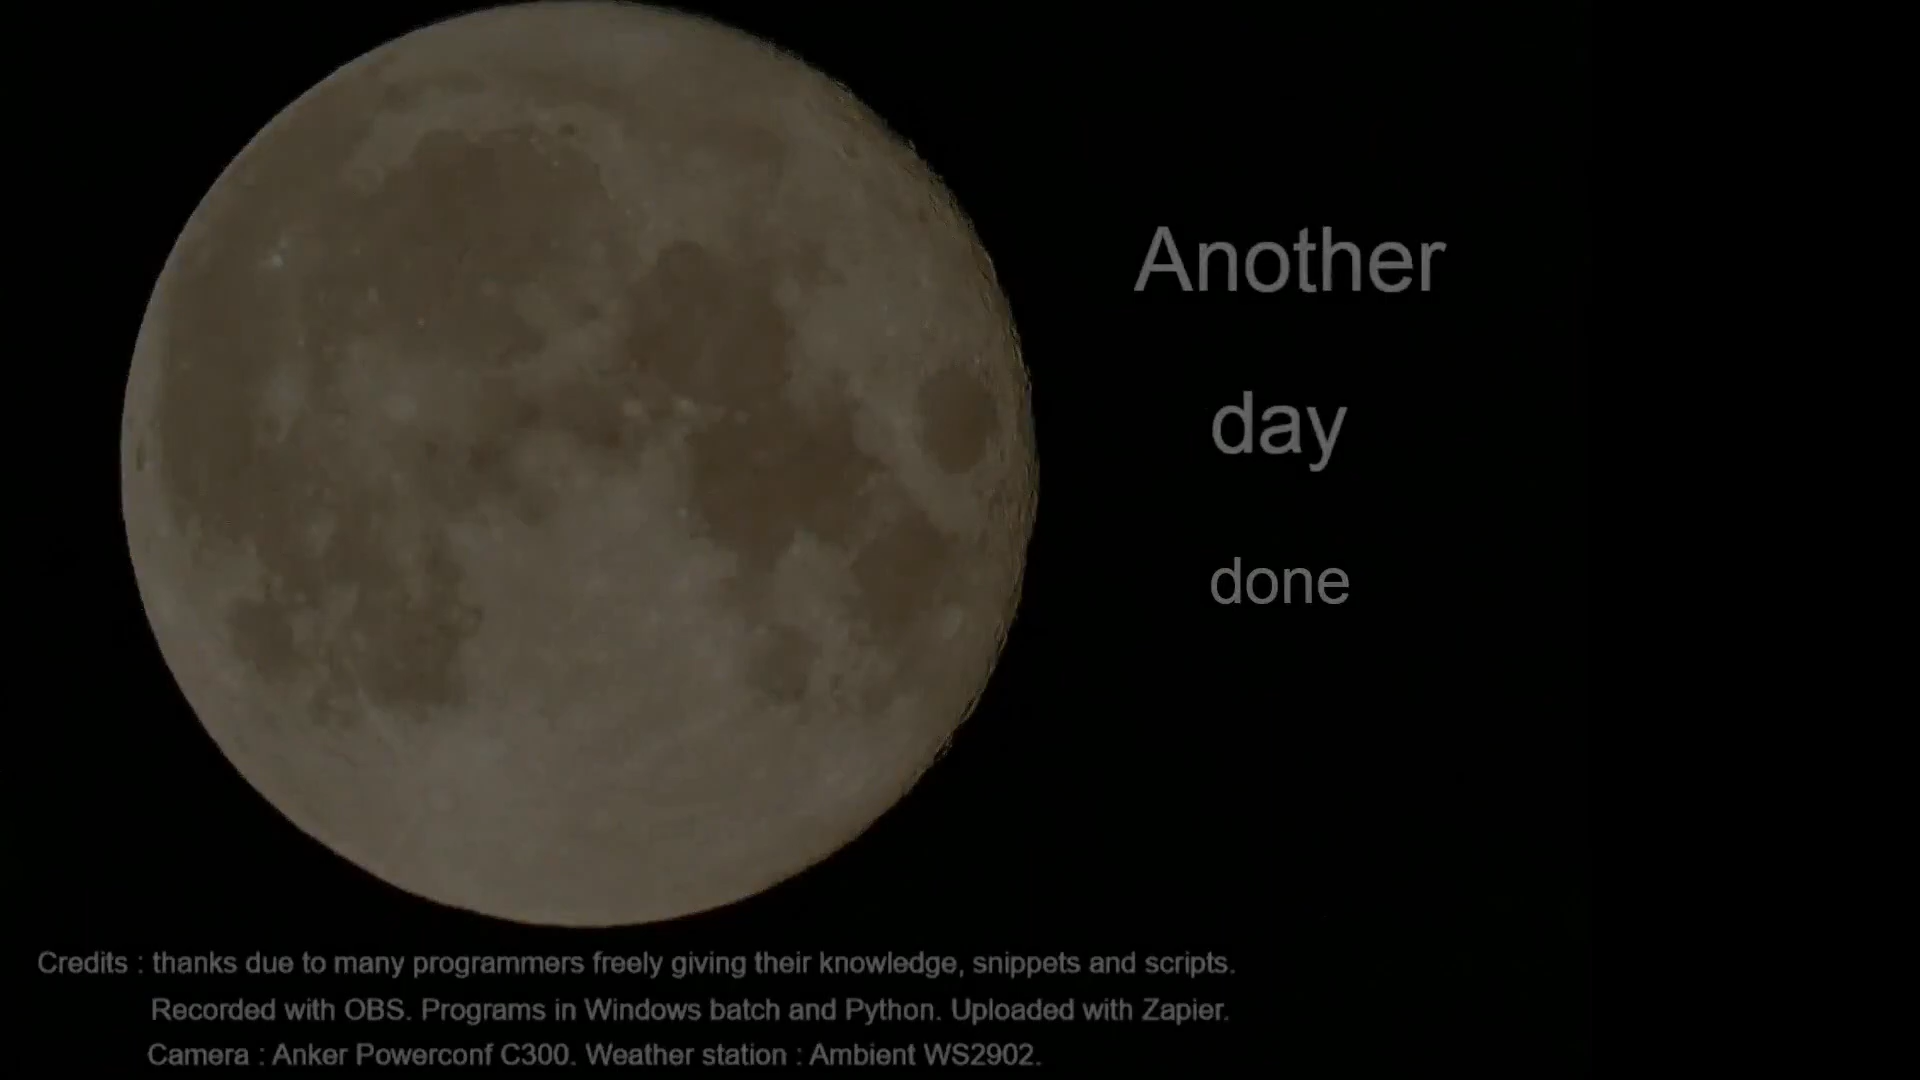 Another
day
done
Credits : thanks due to many programmers freely giving their knowledge, snippets and scripts.
Recorded with OBS. Programs in Windows batch and Python. Uploaded with Zapier.
Camera : Anker Powerconf C300. Weather station : Ambient WS2902.